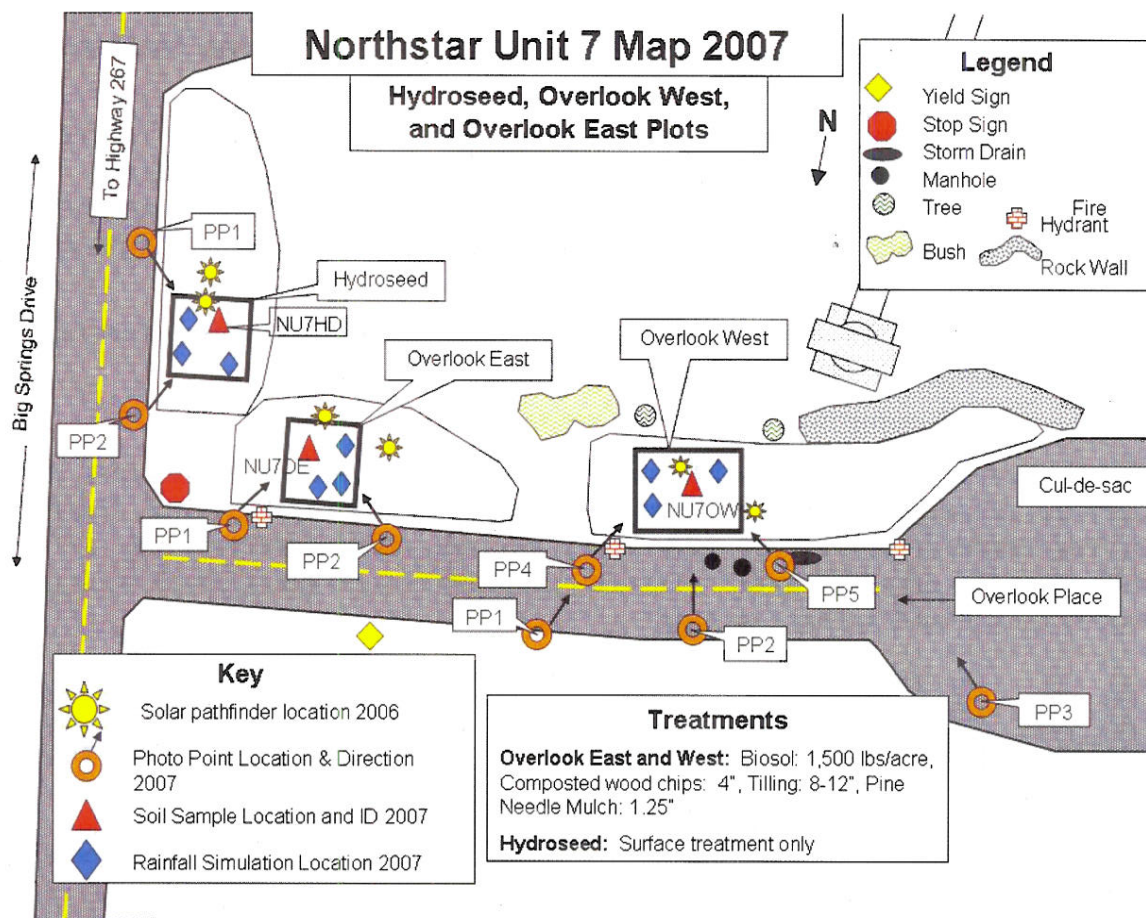 Northstar Unit 7 Map 2007
Hydroseed, Overlook West,
and Overlook East Plots
N
Legend
Yield Sign
Stop Sign
Storm Drain
Manhole
Tree
Fire
Hydrant
Bush
Rock Wall
To Highway 267
Big Springs Drive
PP1
Hydroseed
NU7HD
PP2
Overlook East
Overlook West
NU7OE
NU7OW
Cul-de-sac
PP1
PP2
PP4
PP5
Overlook Place
PP1
PP2
PP3
Key
Solar pathfinder location 2006
Photo Point Location & Direction
2007
Soil Sample Location and ID 2007
Rainfall Simulation Location 2007
Treatments
Overlook East and West: Biosol: 1,500 lbs/acre,
Composted wood chips: 4", Tilling: 8-12", Pine
Needle Mulch: 1.25"
Hydroseed: Surface treatment only